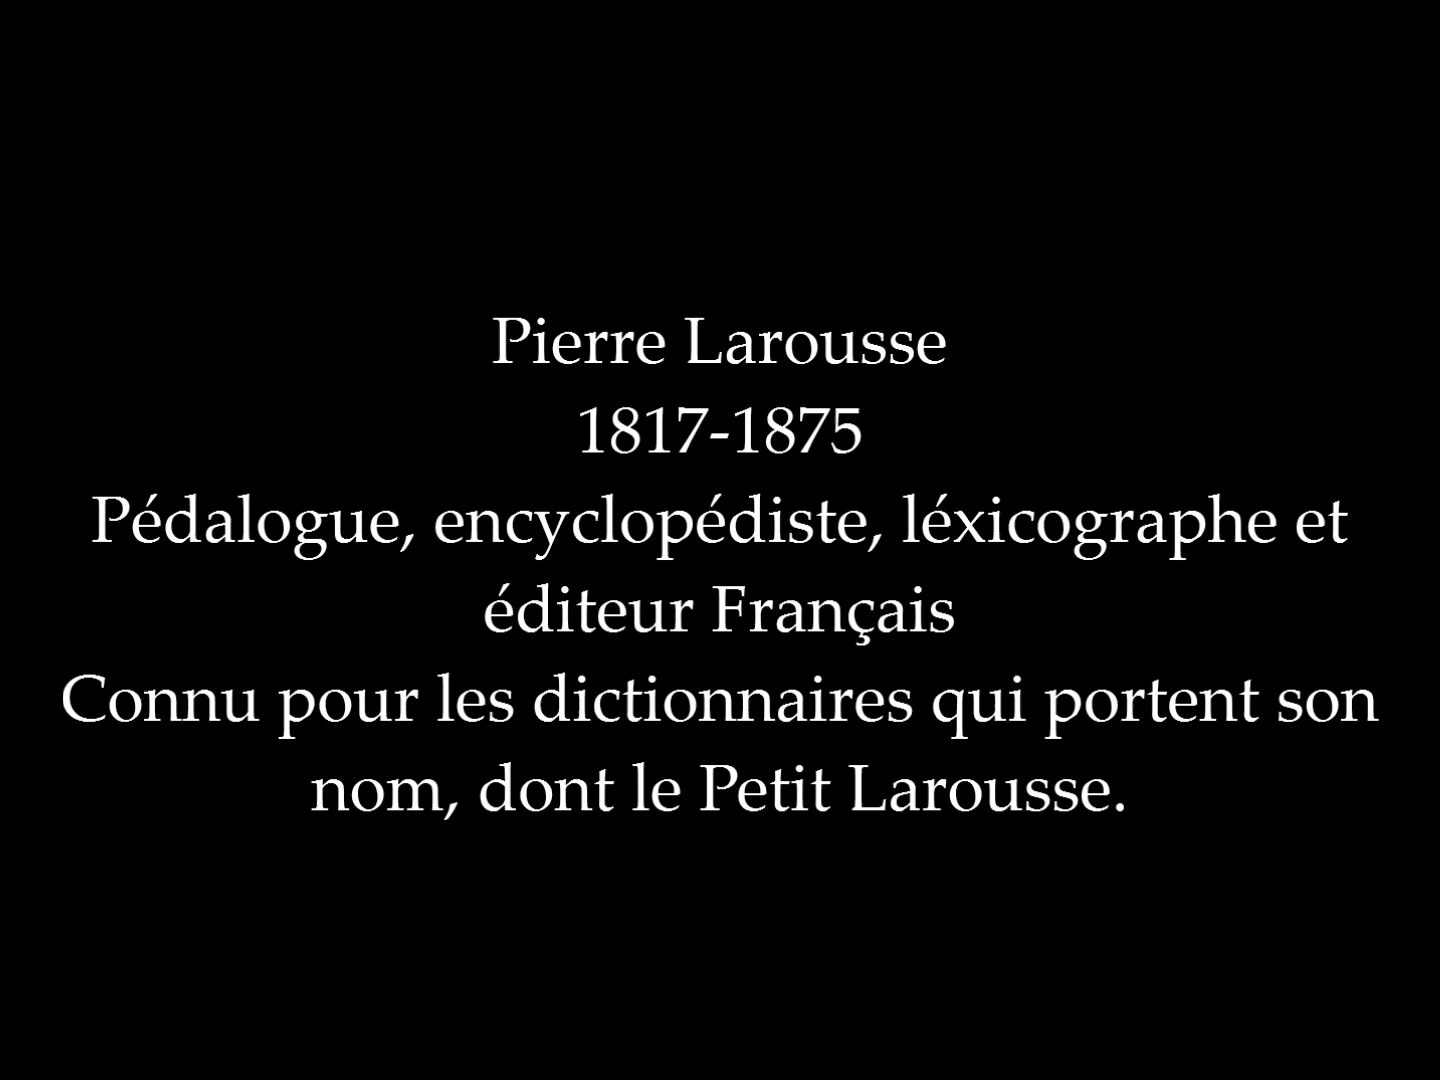 Pierre Larousse
1817-1875
Pédalogue, encyclopédiste, léxicographe et
éditeur Français
Connu pour les dictionnaires qui portent son
nom, dont le Petit Larousse.